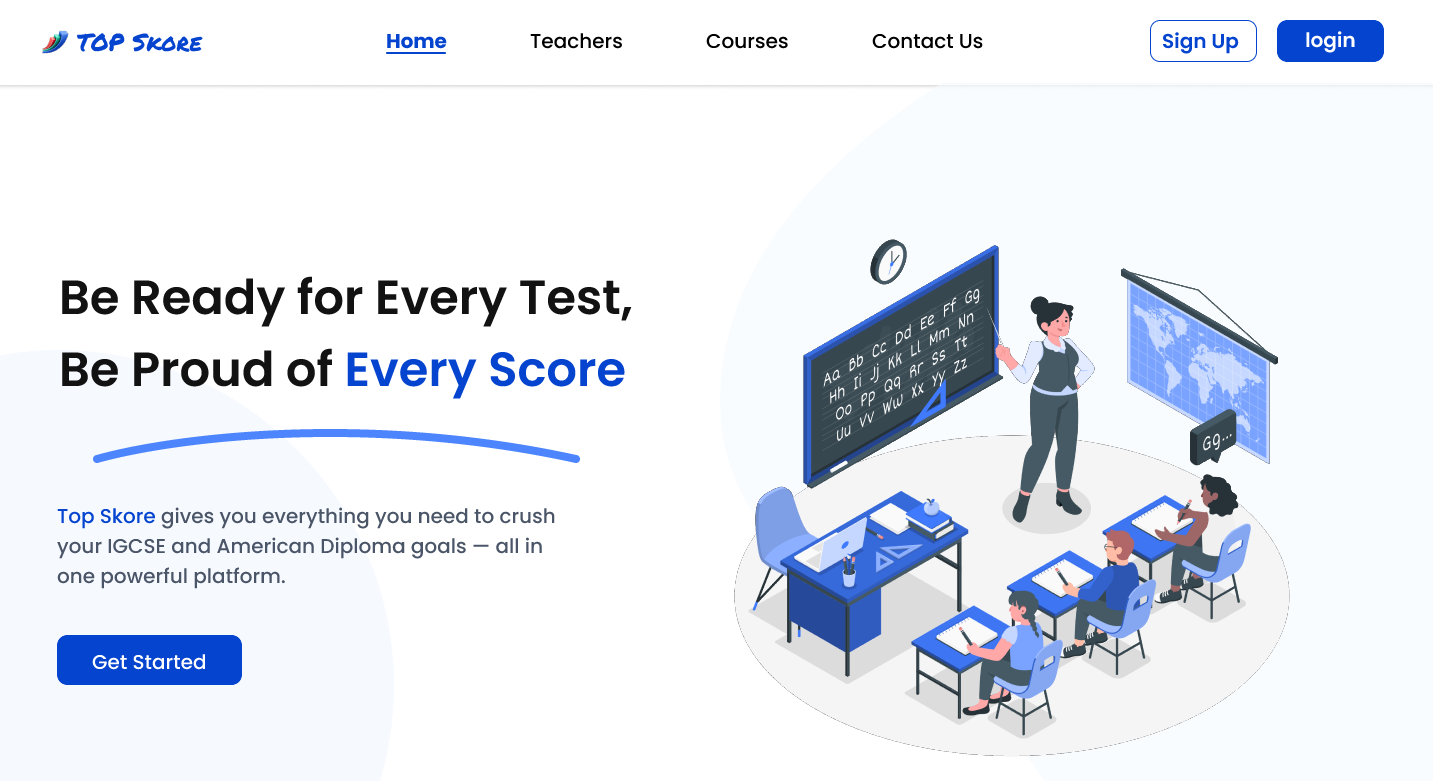 TOP Skore
Home
Teachers
Courses
Contact Us
Sign Up
login
Be Ready for Every Test,
Be Proud of Every Score
Top Skore gives you everything you need to crush
your IGCSE and American Diploma goals — all in
one powerful platform.
Get Started
Aa Bb Cc Dd Ee Ff Gg
Hh Ii Jj Kk Ll Mm Nn
Oo Pp Qq Rr Ss Tt
Uu Vv Ww Xx Yy Zz
Gg...